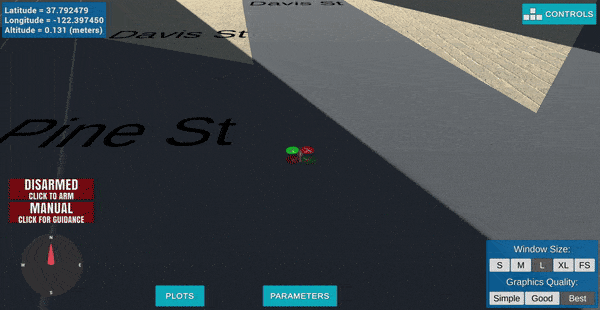 Latitude = 37.792479
Longitude = -122.397450
Altitude = 0.131 (meters)
Davis St
Davis St
CONTROLS
Pine St
DISARMED
CLICK TO ARM
MANUAL
CLICK FOR GUIDANCE
N
W
E
S
PLOTS
PARAMETERS
Window Size:
S M L XL FS
Graphics Quality:
Simple Good Best